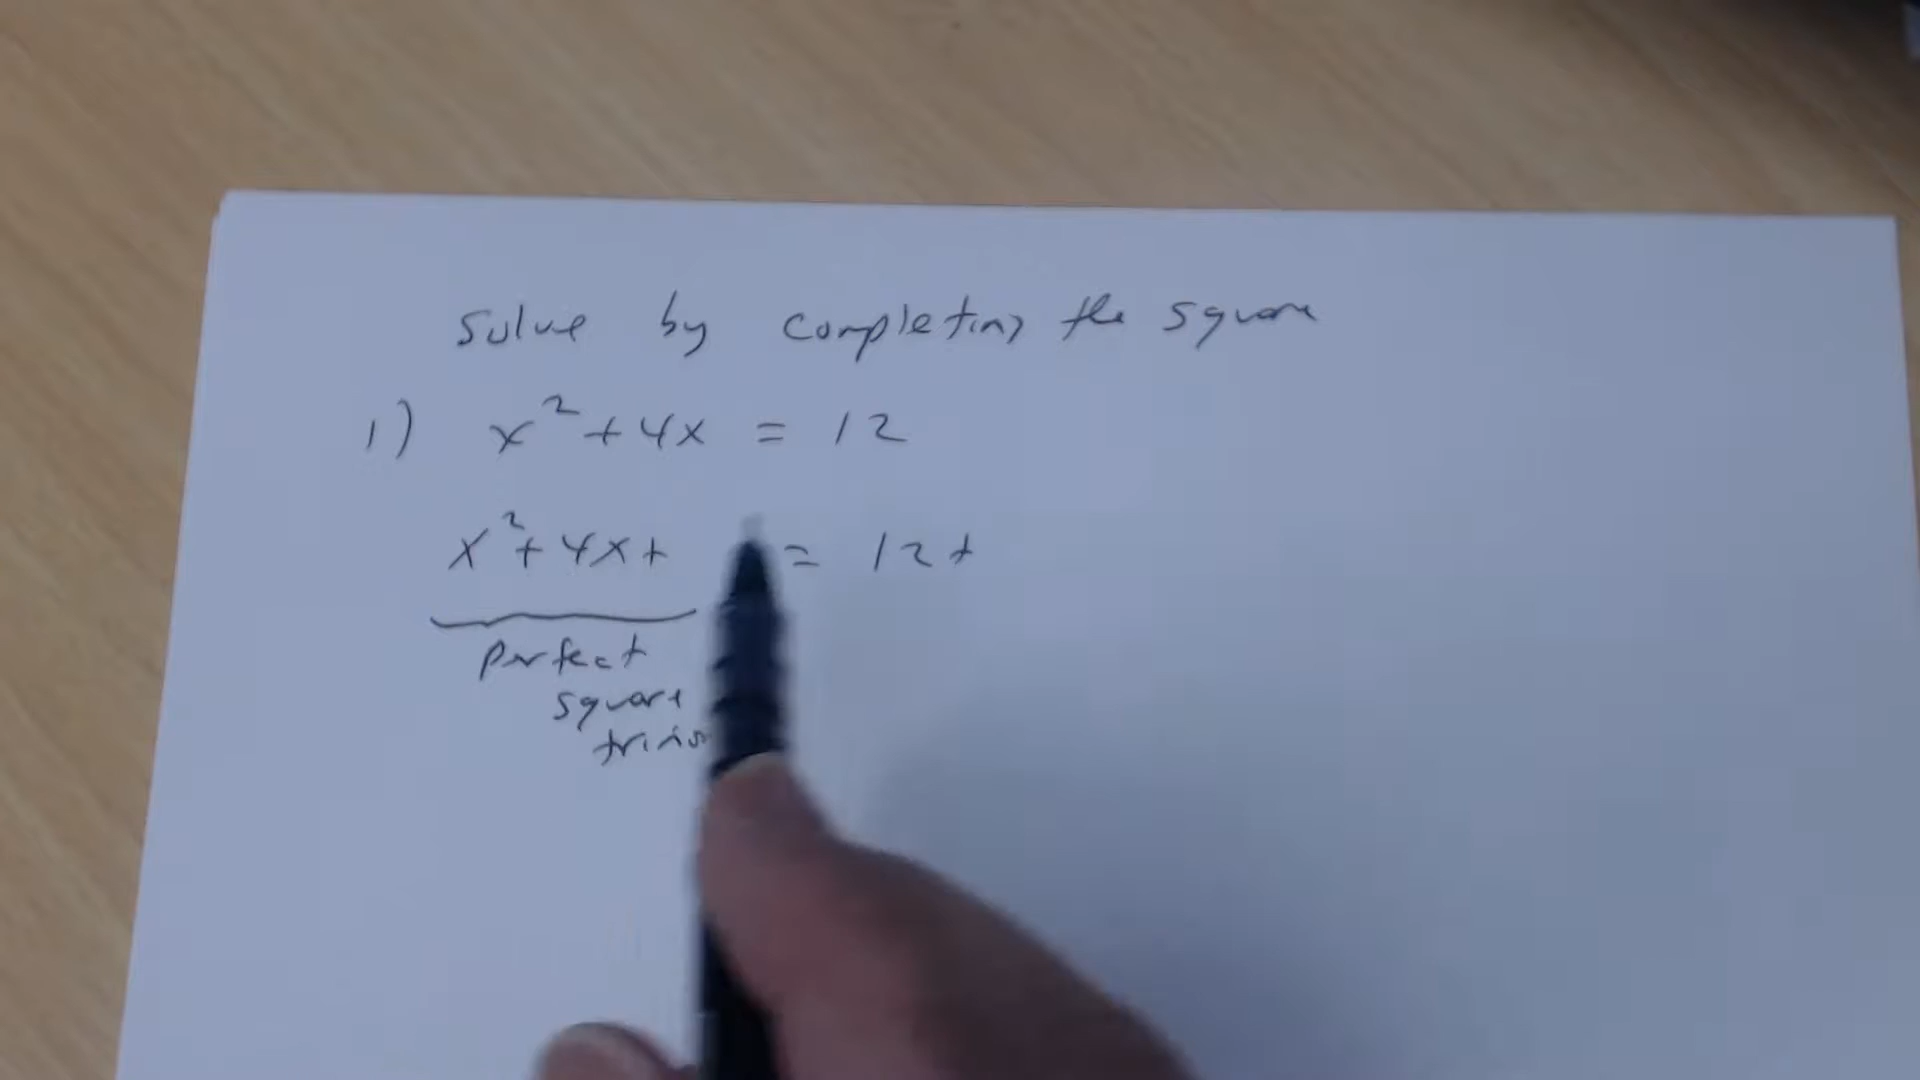 Solve by completing the square
1) x² + 4x = 12
x² + 4x + = 12 +
perfect
square